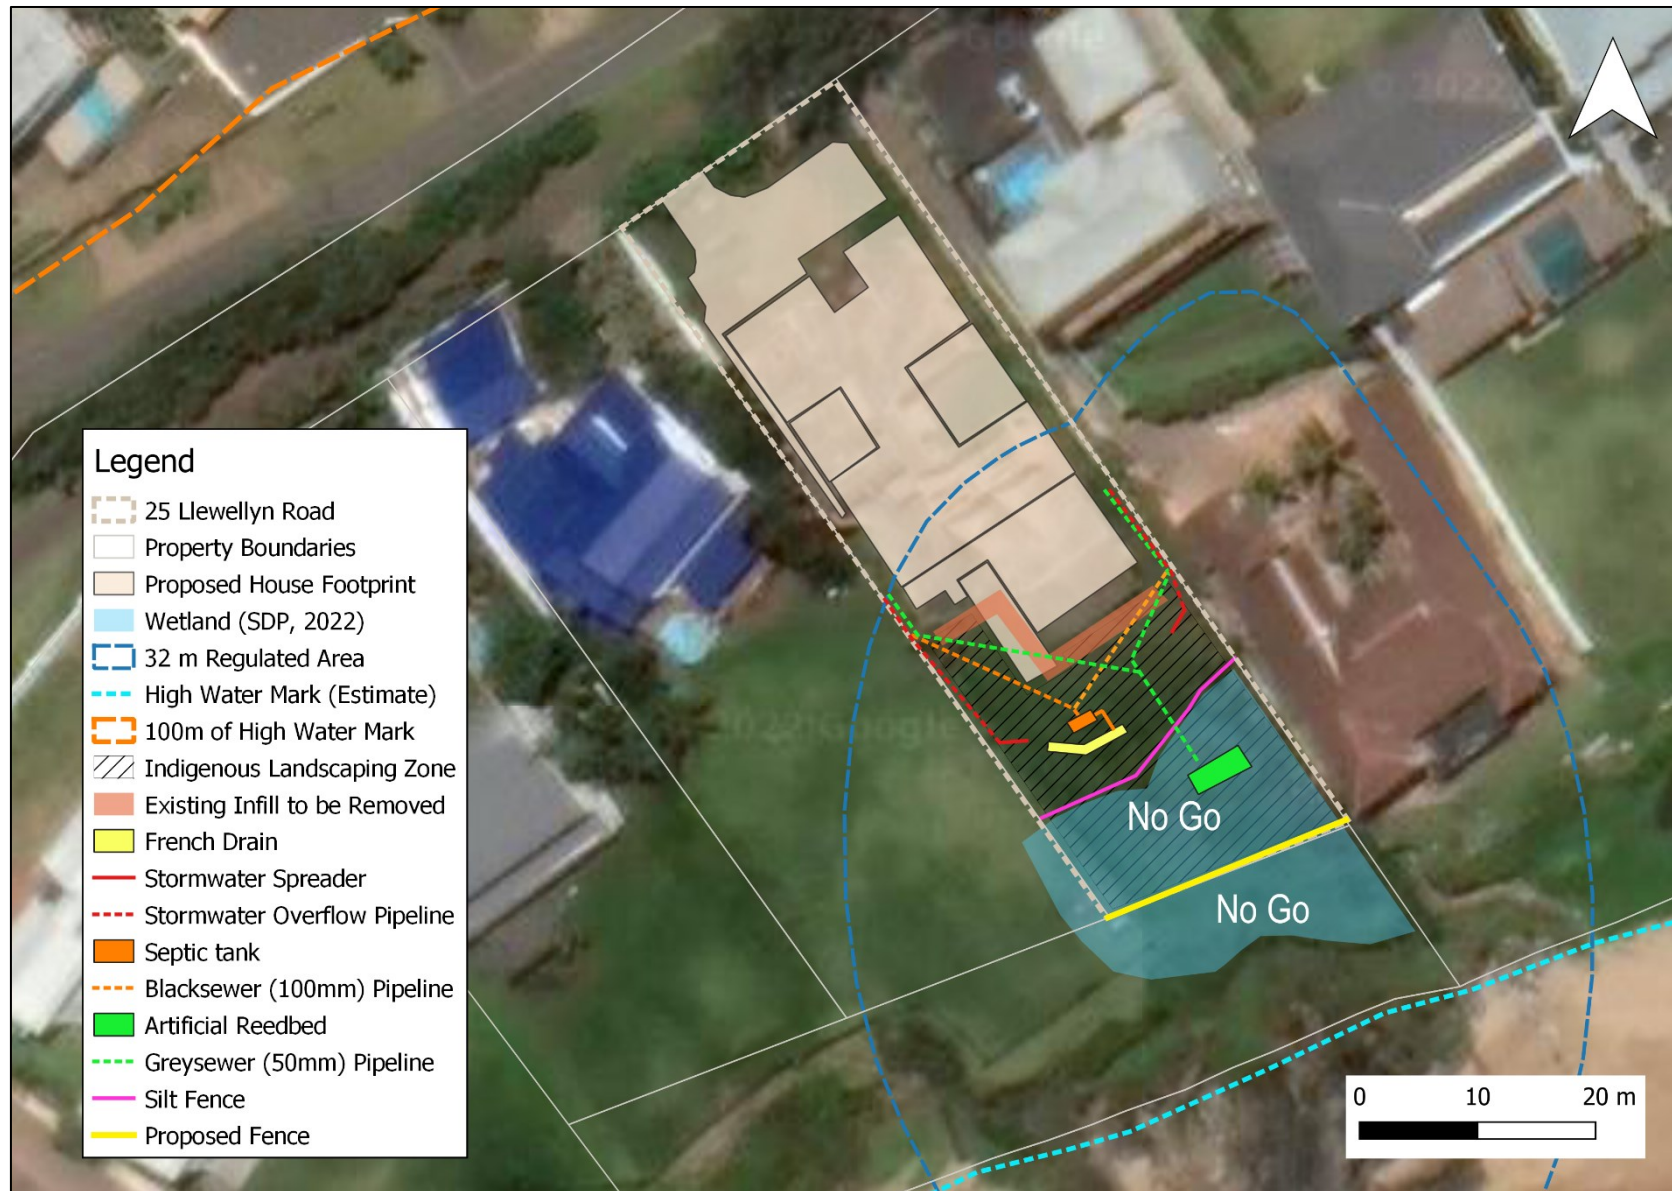 Legend
25 Llewellyn Road
Property Boundaries
Proposed House Footprint
Wetland (SDP, 2022)
32 m Regulated Area
High Water Mark (Estimate)
100m of High Water Mark
Indigenous Landscaping Zone
Existing Infill to be Removed
French Drain
Stormwater Spreader
Stormwater Overflow Pipeline
Septic tank
Blacksewer (100mm) Pipeline
Artificial Reedbed
Greysewer (50mm) Pipeline
Silt Fence
Proposed Fence
No Go
No Go
0 10 20 m